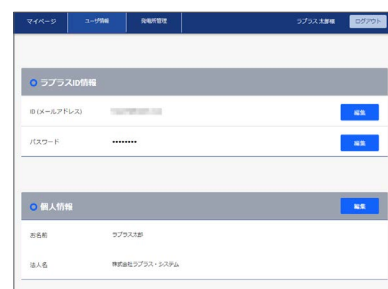 マイページ ユーザ情報 発電所管理 ラプラス太郎様 ログアウト
ラプラスID情報
ID (メールアドレス) 編集
パスワード •••••••• 編集
個人情報 編集
お名前 ラプラス太郎
法人名 株式会社ラプラス・システム